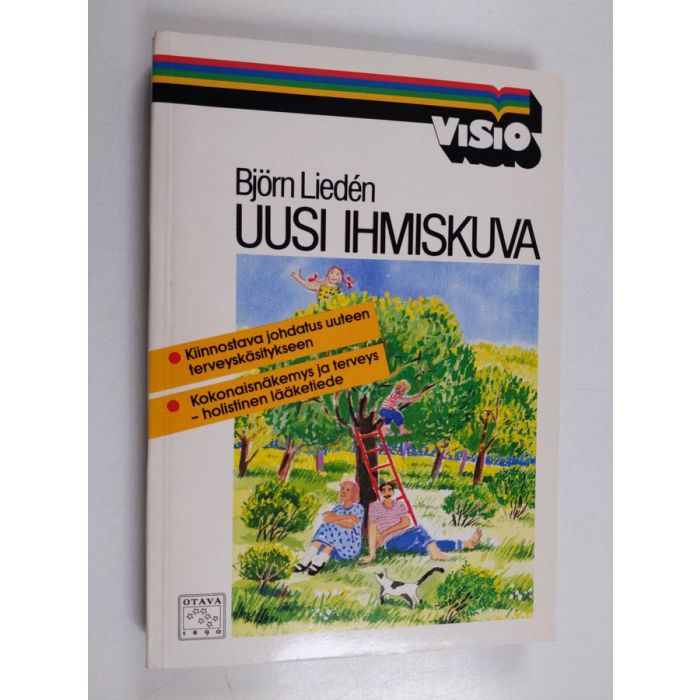 VISIO
Björn Liedén
UUSI IHMISKUVA
Kiinnostava johdatus uuteen
terveyskäsitykseen
Kokonaisnäkemys ja terveys
– holistinen lääketiede
OTAVA
1890